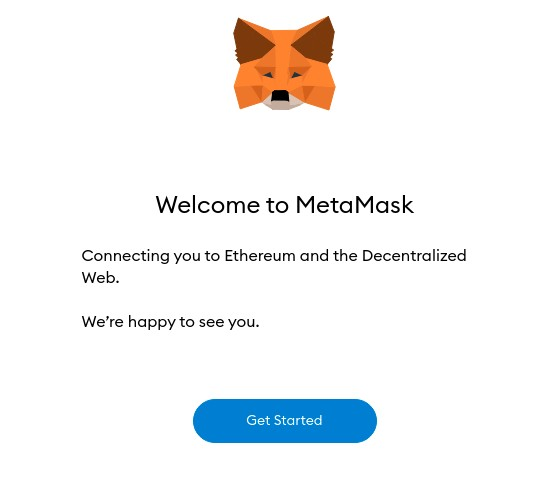 Welcome to MetaMask
Connecting you to Ethereum and the Decentralized
Web.
We’re happy to see you.
Get Started